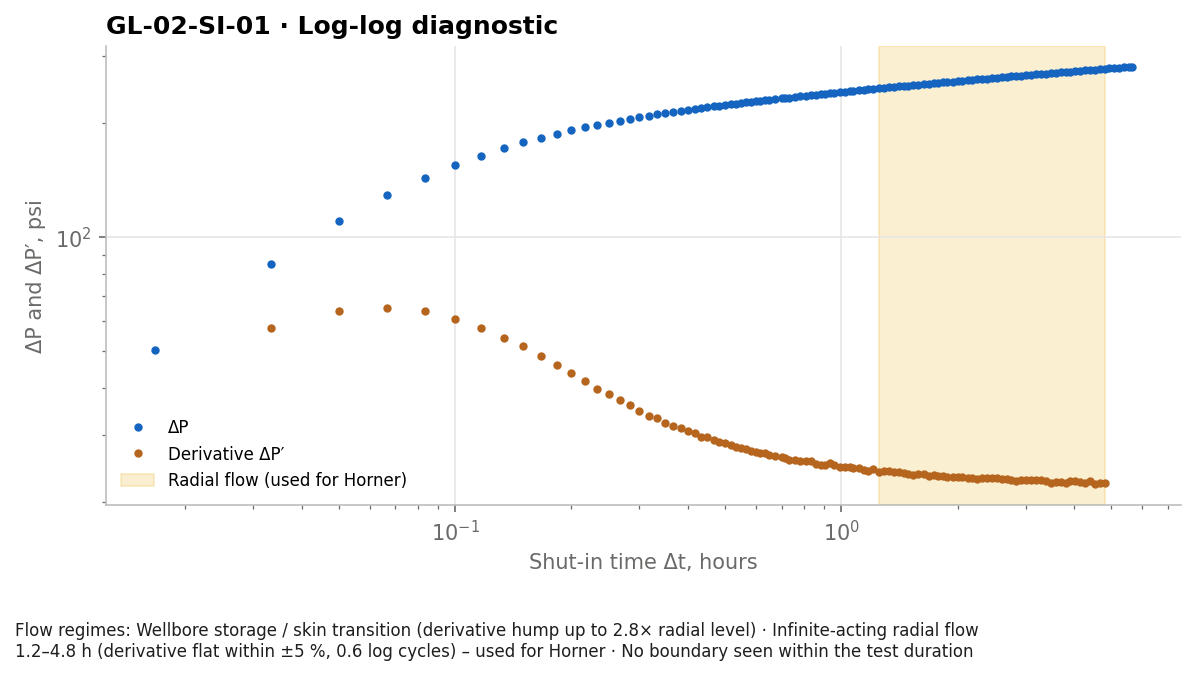 GL-02-SI-01 · Log-log diagnostic
ΔP and ΔP′, psi
10²
ΔP
Derivative ΔP′
Radial flow (used for Horner)
10⁻¹
10⁰
Shut-in time Δt, hours
Flow regimes: Wellbore storage / skin transition (derivative hump up to 2.8× radial level) · Infinite-acting radial flow
1.2–4.8 h (derivative flat within ±5 %, 0.6 log cycles) – used for Horner · No boundary seen within the test duration